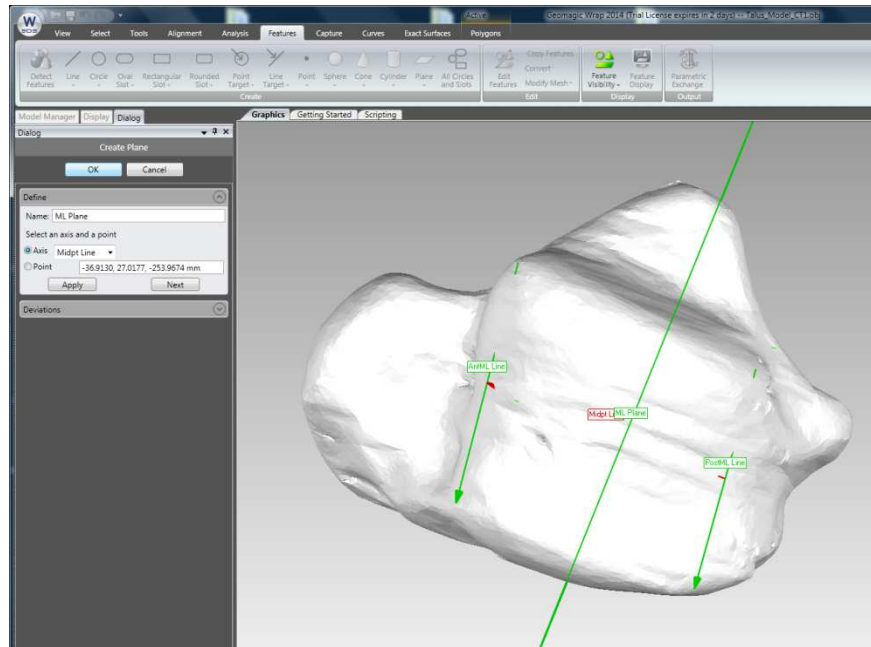 Active
Geomagic Wrap 2014 (Trial License expires in 2 days) -- Talus_Model_CT1.obj
View Select Tools Alignment Analysis Features Capture Curves Exact Surfaces Polygons
Detect Features
Line
Circle
Oval Slot
Rectangular Slot
Rounded Slot
Point Target
Line Target
Point
Sphere
Cone
Cylinder
Plane
All Circles and Slots
Create
Edit Features
Copy Features
Convert
Modify Mesh
Edit
Feature Visibility
Feature Display
Display
Parametric Exchange
Output
Model Manager Display Dialog
Graphics Getting Started Scripting
Dialog
Create Plane
OK Cancel
Define
Name: ML Plane
Select an axis and a point
Axis Midpt Line
Point -36.9130, 27.0177, -253.9674 mm
Apply Next
Deviations
AntML Line
Midpt Li
ML Plane
PostML Line